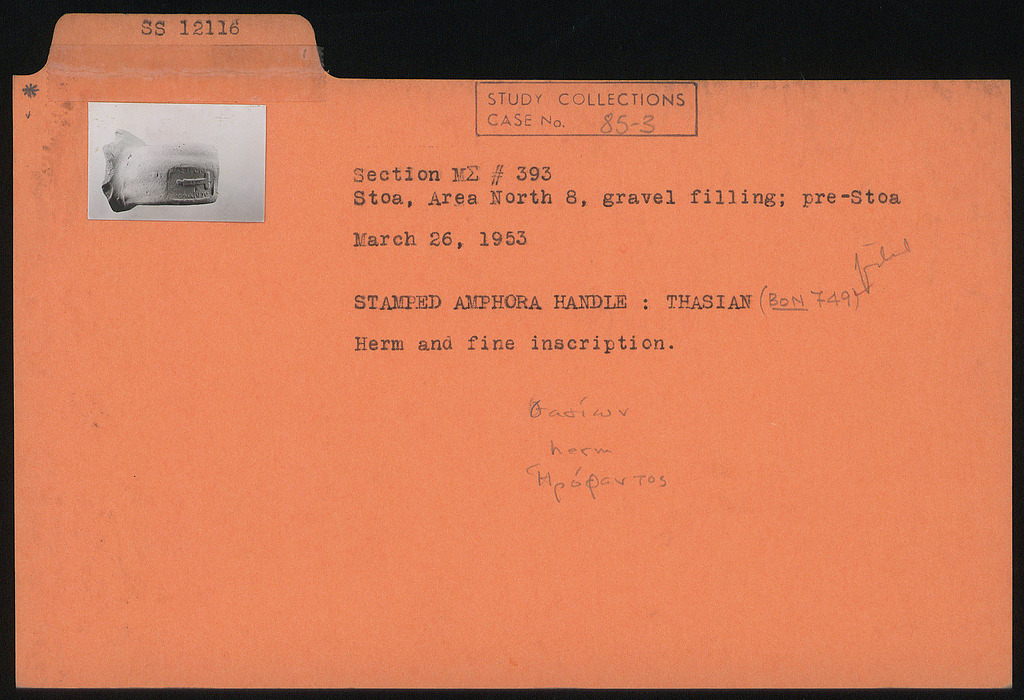 SS 12116
*
STUDY COLLECTIONS
CASE No. 85-3
Section ΜΣ # 393
Stoa, Area North 8, gravel filling; pre-Stoa
March 26, 1953
STAMPED AMPHORA HANDLE : THASIAN (BON 749)
Herm and fine inscription.
Θασίων
herm
Ἡρόφαντος